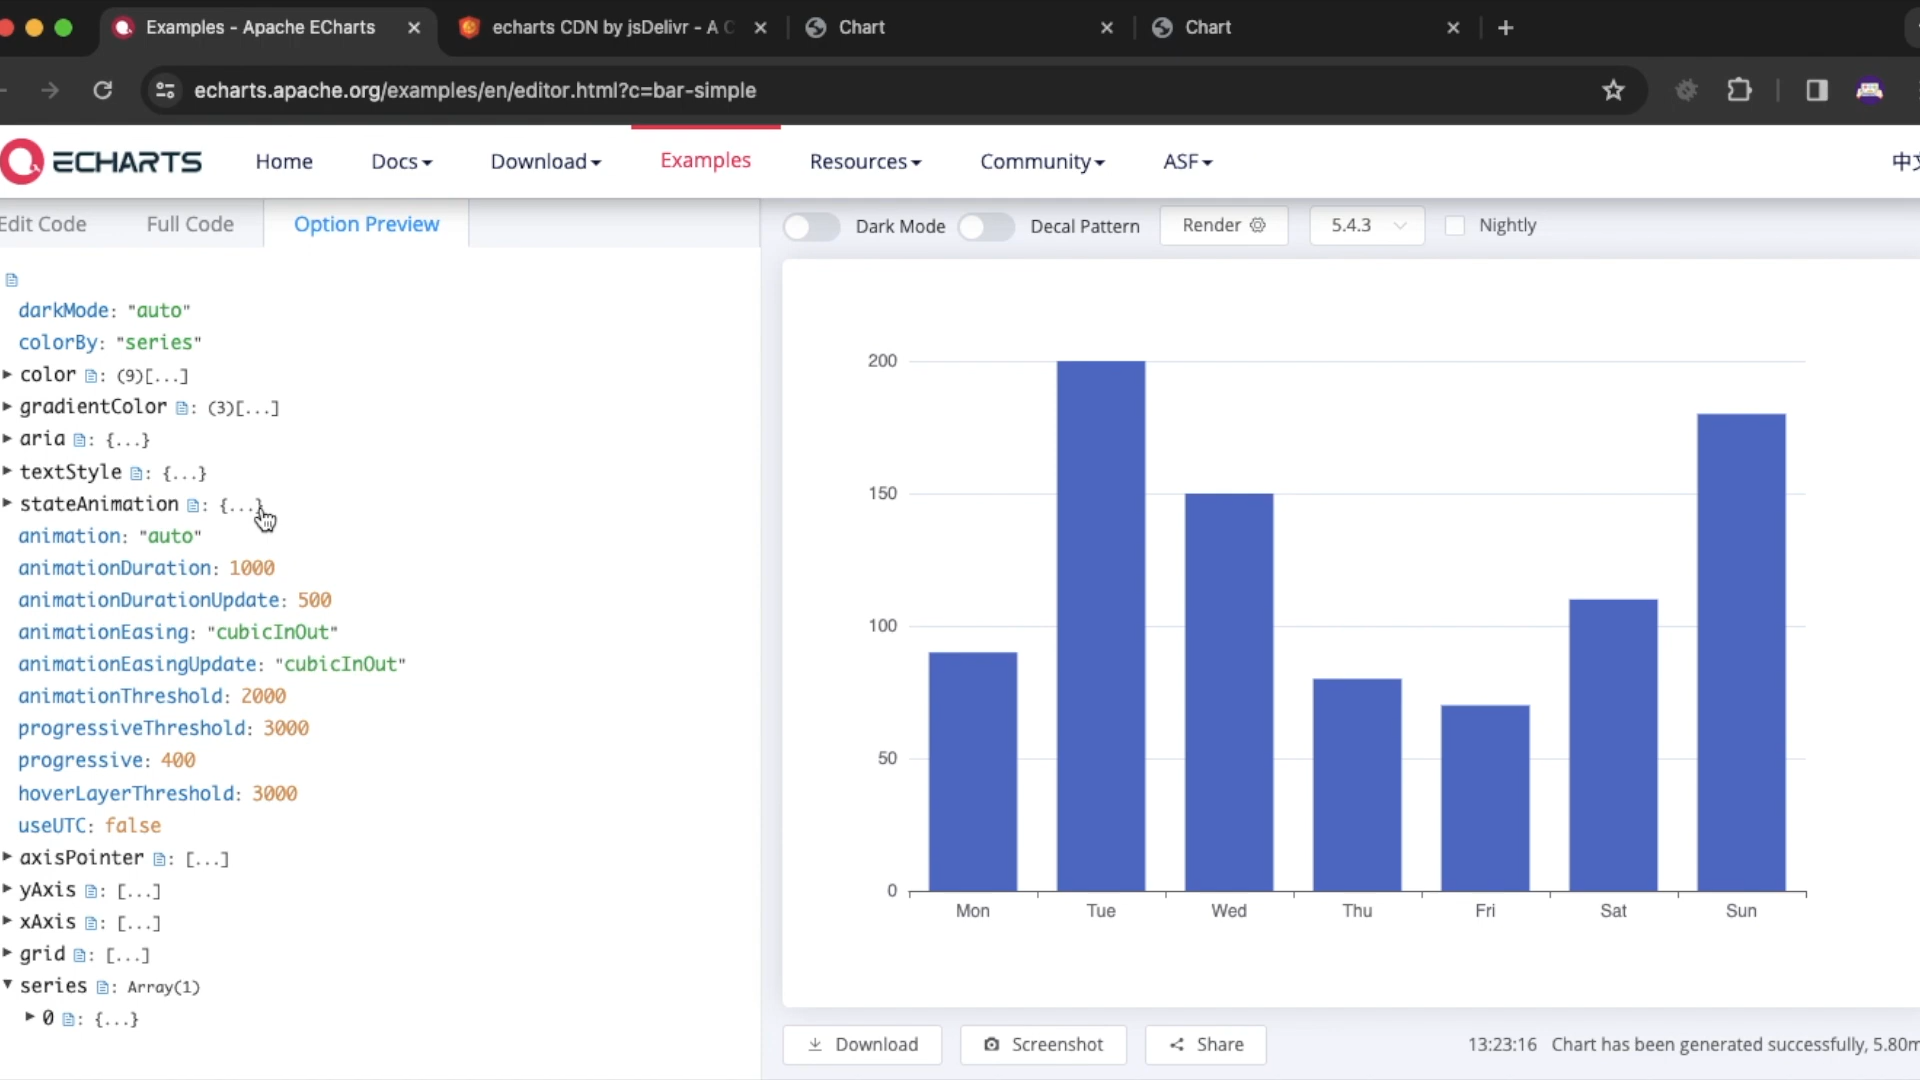 Examples - Apache ECharts
echarts CDN by jsDelivr - A C
Chart
Chart
echarts.apache.org/examples/en/editor.html?c=bar-simple
ECHARTS
Home
Docs
Download
Examples
Resources
Community
ASF
中文
Edit Code
Full Code
Option Preview
Dark Mode
Decal Pattern
Render
5.4.3
Nightly
darkMode: "auto"
colorBy: "series"
color : (9)[...]
gradientColor : (3)[...]
aria : {...}
textStyle : {...}
stateAnimation : {...}
animation: "auto"
animationDuration: 1000
animationDurationUpdate: 500
animationEasing: "cubicInOut"
animationEasingUpdate: "cubicInOut"
animationThreshold: 2000
progressiveThreshold: 3000
progressive: 400
hoverLayerThreshold: 3000
useUTC: false
axisPointer : [...]
yAxis : [...]
xAxis : [...]
grid : [...]
series : Array(1)
0 : {...}
200
150
100
50
0
Mon Tue Wed Thu Fri Sat Sun
Download
Screenshot
Share
13:23:16 Chart has been generated successfully, 5.80m